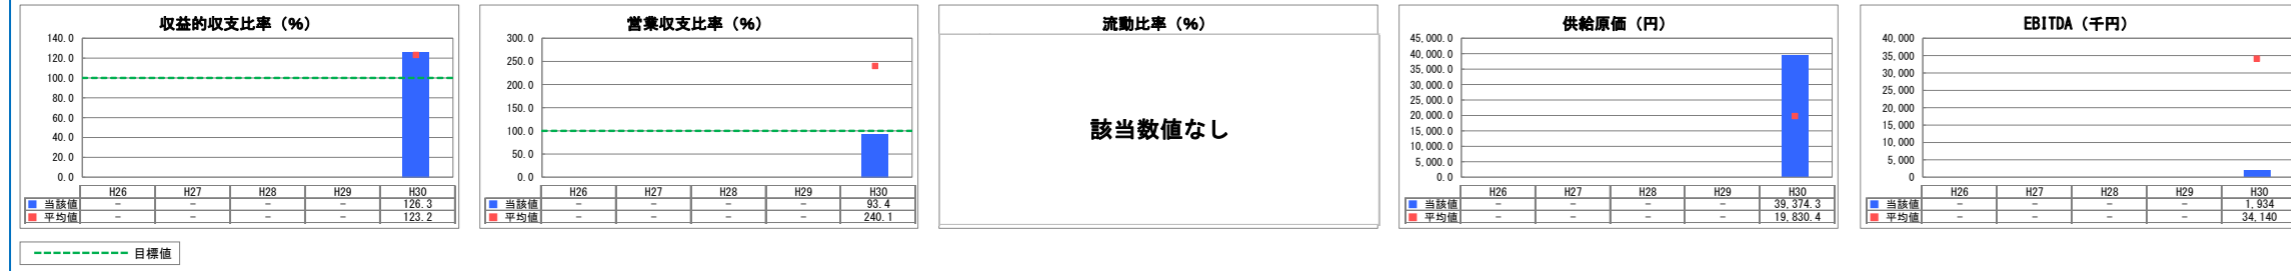 収益的収支比率（％）
140.0
120.0
100.0
80.0
60.0
40.0
20.0
0.0
H26 H27 H28 H29 H30
当該値 － － － － 126.3
平均値 － － － － 123.2
営業収支比率（％）
300.0
250.0
200.0
150.0
100.0
50.0
0.0
H26 H27 H28 H29 H30
当該値 － － － － 93.4
平均値 － － － － 240.1
流動比率（％）
該当数値なし
供給原価（円）
45,000.0
40,000.0
35,000.0
30,000.0
25,000.0
20,000.0
15,000.0
10,000.0
5,000.0
0.0
H26 H27 H28 H29 H30
当該値 － － － － 39,374.3
平均値 － － － － 19,830.4
EBITDA（千円）
40,000
35,000
30,000
25,000
20,000
15,000
10,000
5,000
0
H26 H27 H28 H29 H30
当該値 － － － － 1,934
平均値 － － － － 34,140
目標値